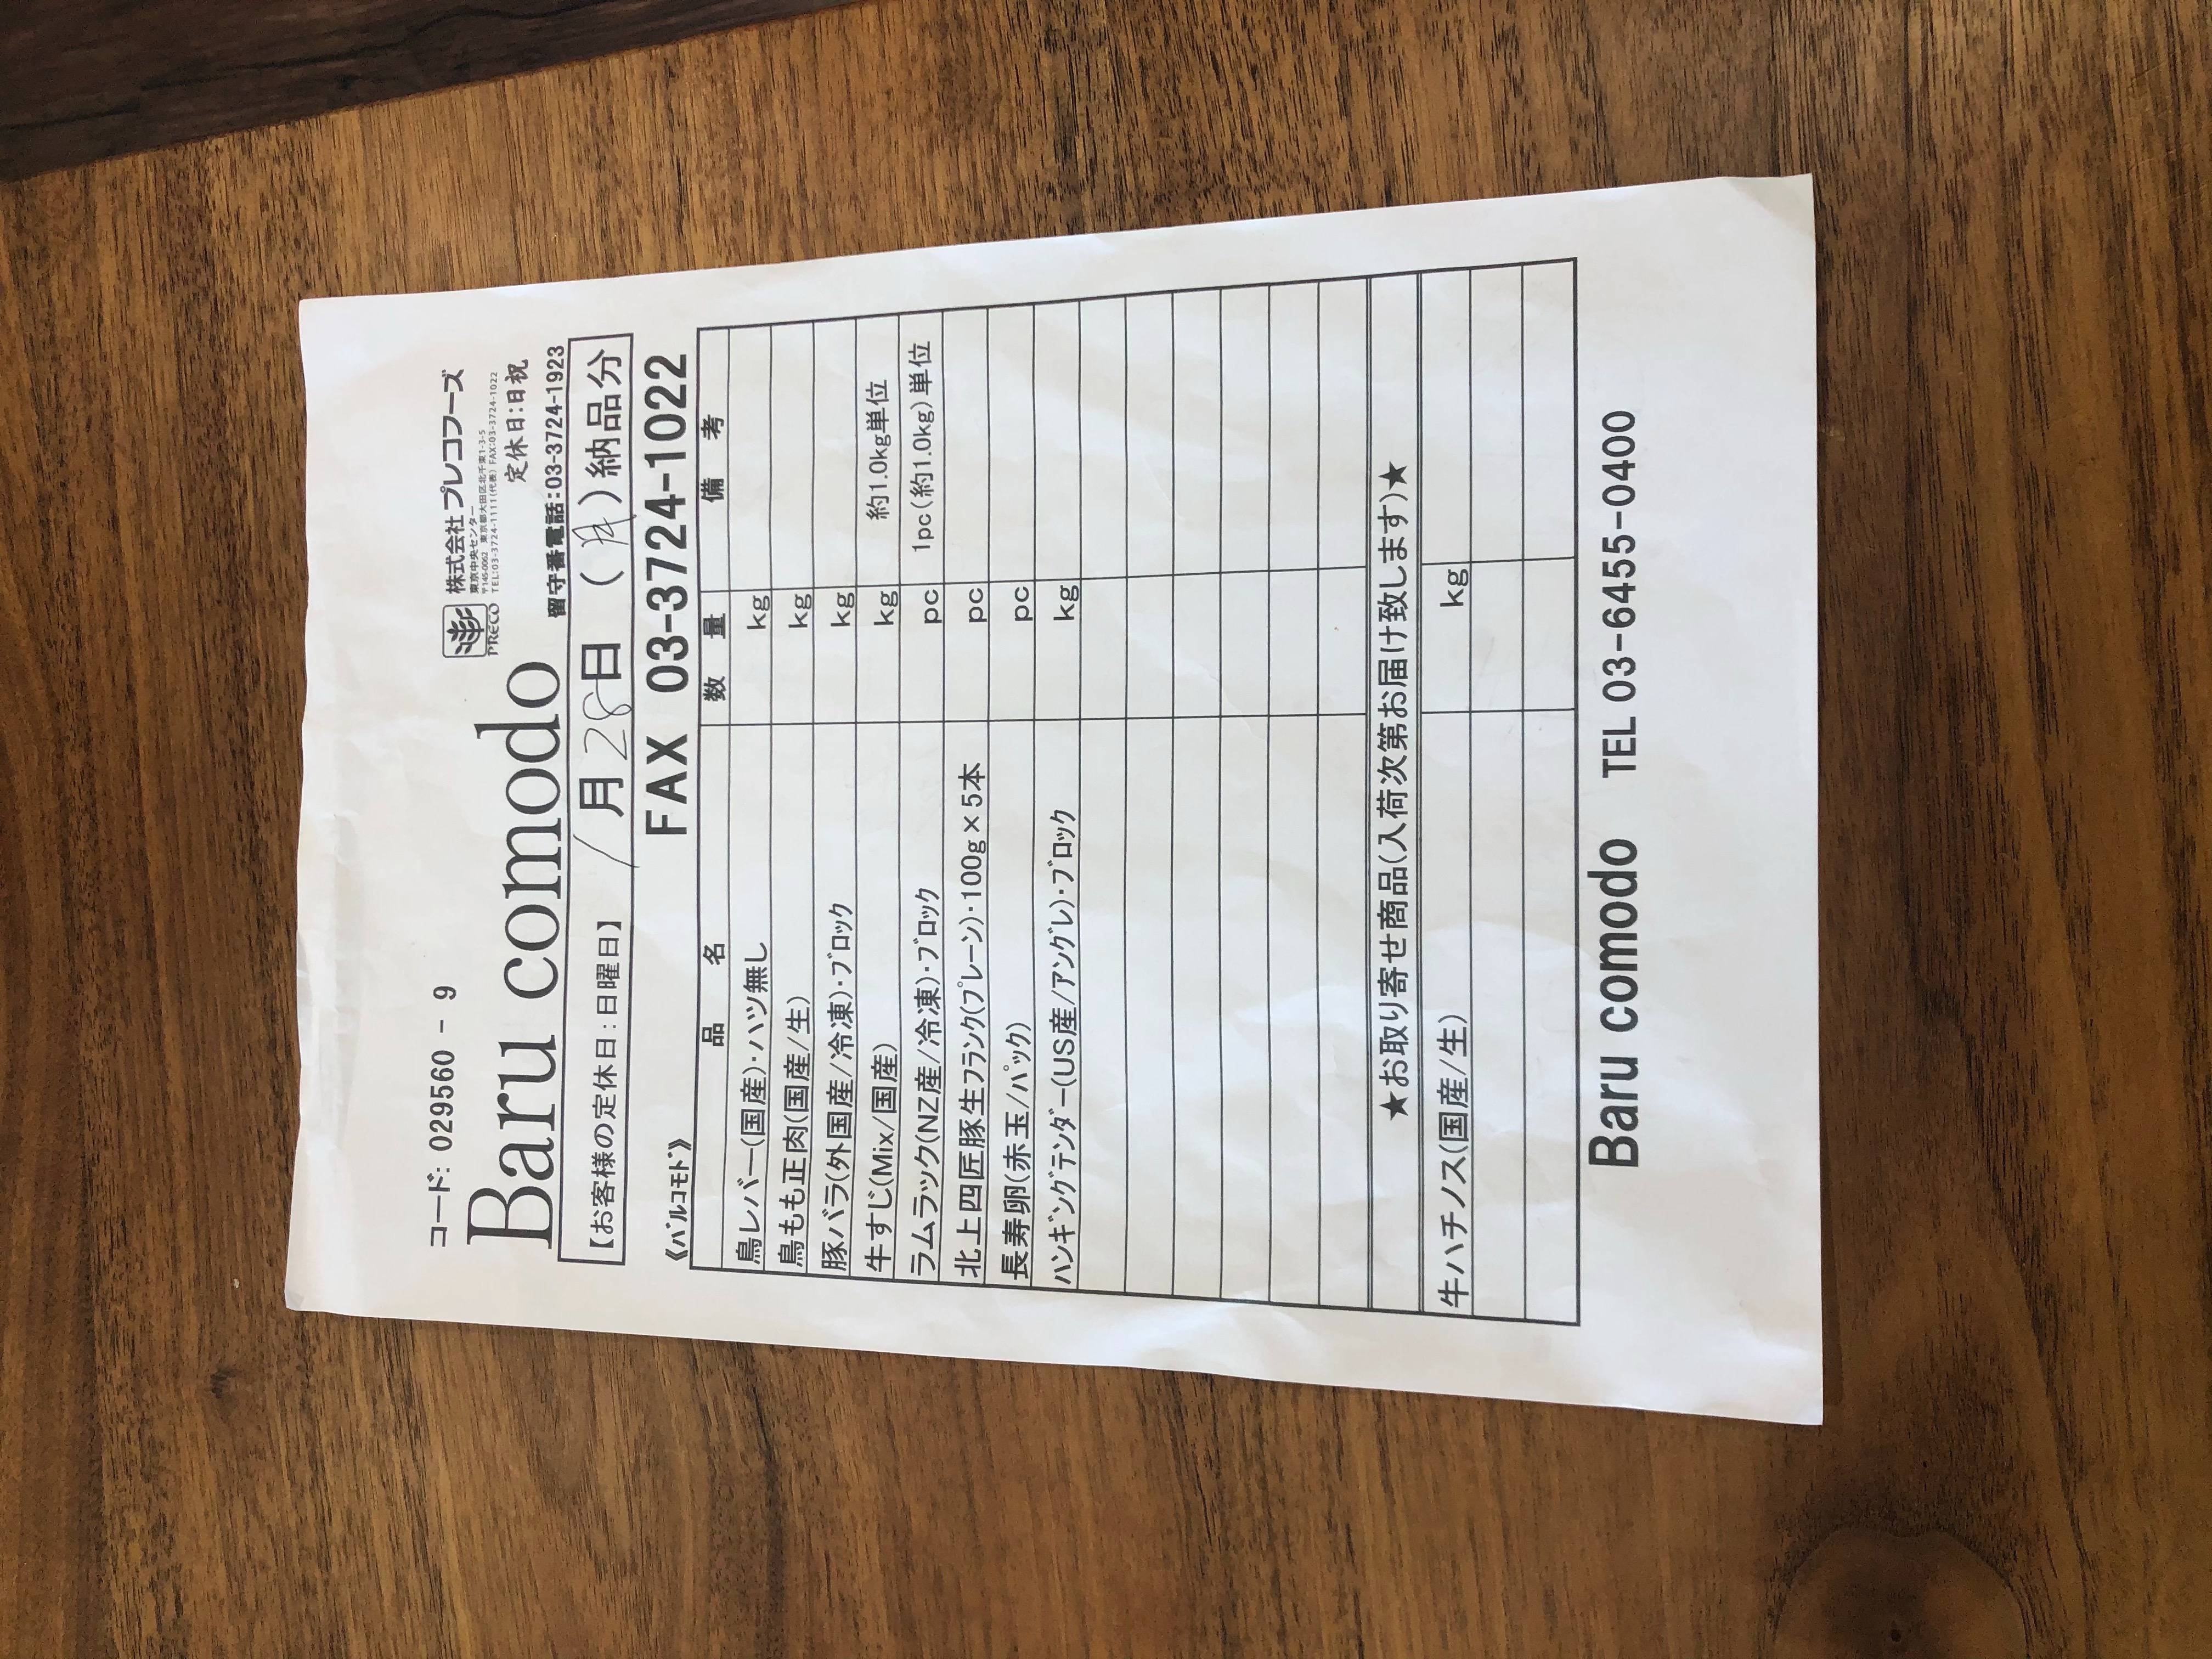 コード: 029560 - 9
Baru comodo
PRECO
株式会社 プレコフーズ
東京中央センター
〒145-0062 東京都大田区北千束1-3-5
TEL:03-3724-1111(代表) FAX:03-3724-1022
定休日:日祝
留守番電話:03-3724-1923
【お客様の定休日:日曜日】 1月28日 (月)納品分
《バルコモド》 FAX 03-3724-1022
品 名 数 量 備 考
鳥レバー(国産)・ハツ無し kg
鳥もも正肉(国産/生) kg
豚バラ(外国産/冷凍)・ブロック kg
牛すじ(Mix/国産) kg 約1.0kg単位
ラムラック(NZ産/冷凍)・ブロック pc 1pc(約1.0kg)単位
北上四匠豚生フランク(プレーン)・100g×5本 pc
長寿卵(赤玉/パック) pc
ハンギングテンダー(US産/アングレ)・ブロック kg
★お取り寄せ商品(入荷次第お届け致します)★
牛ハチノス(国産/生) kg
Baru comodo TEL 03-6455-0400